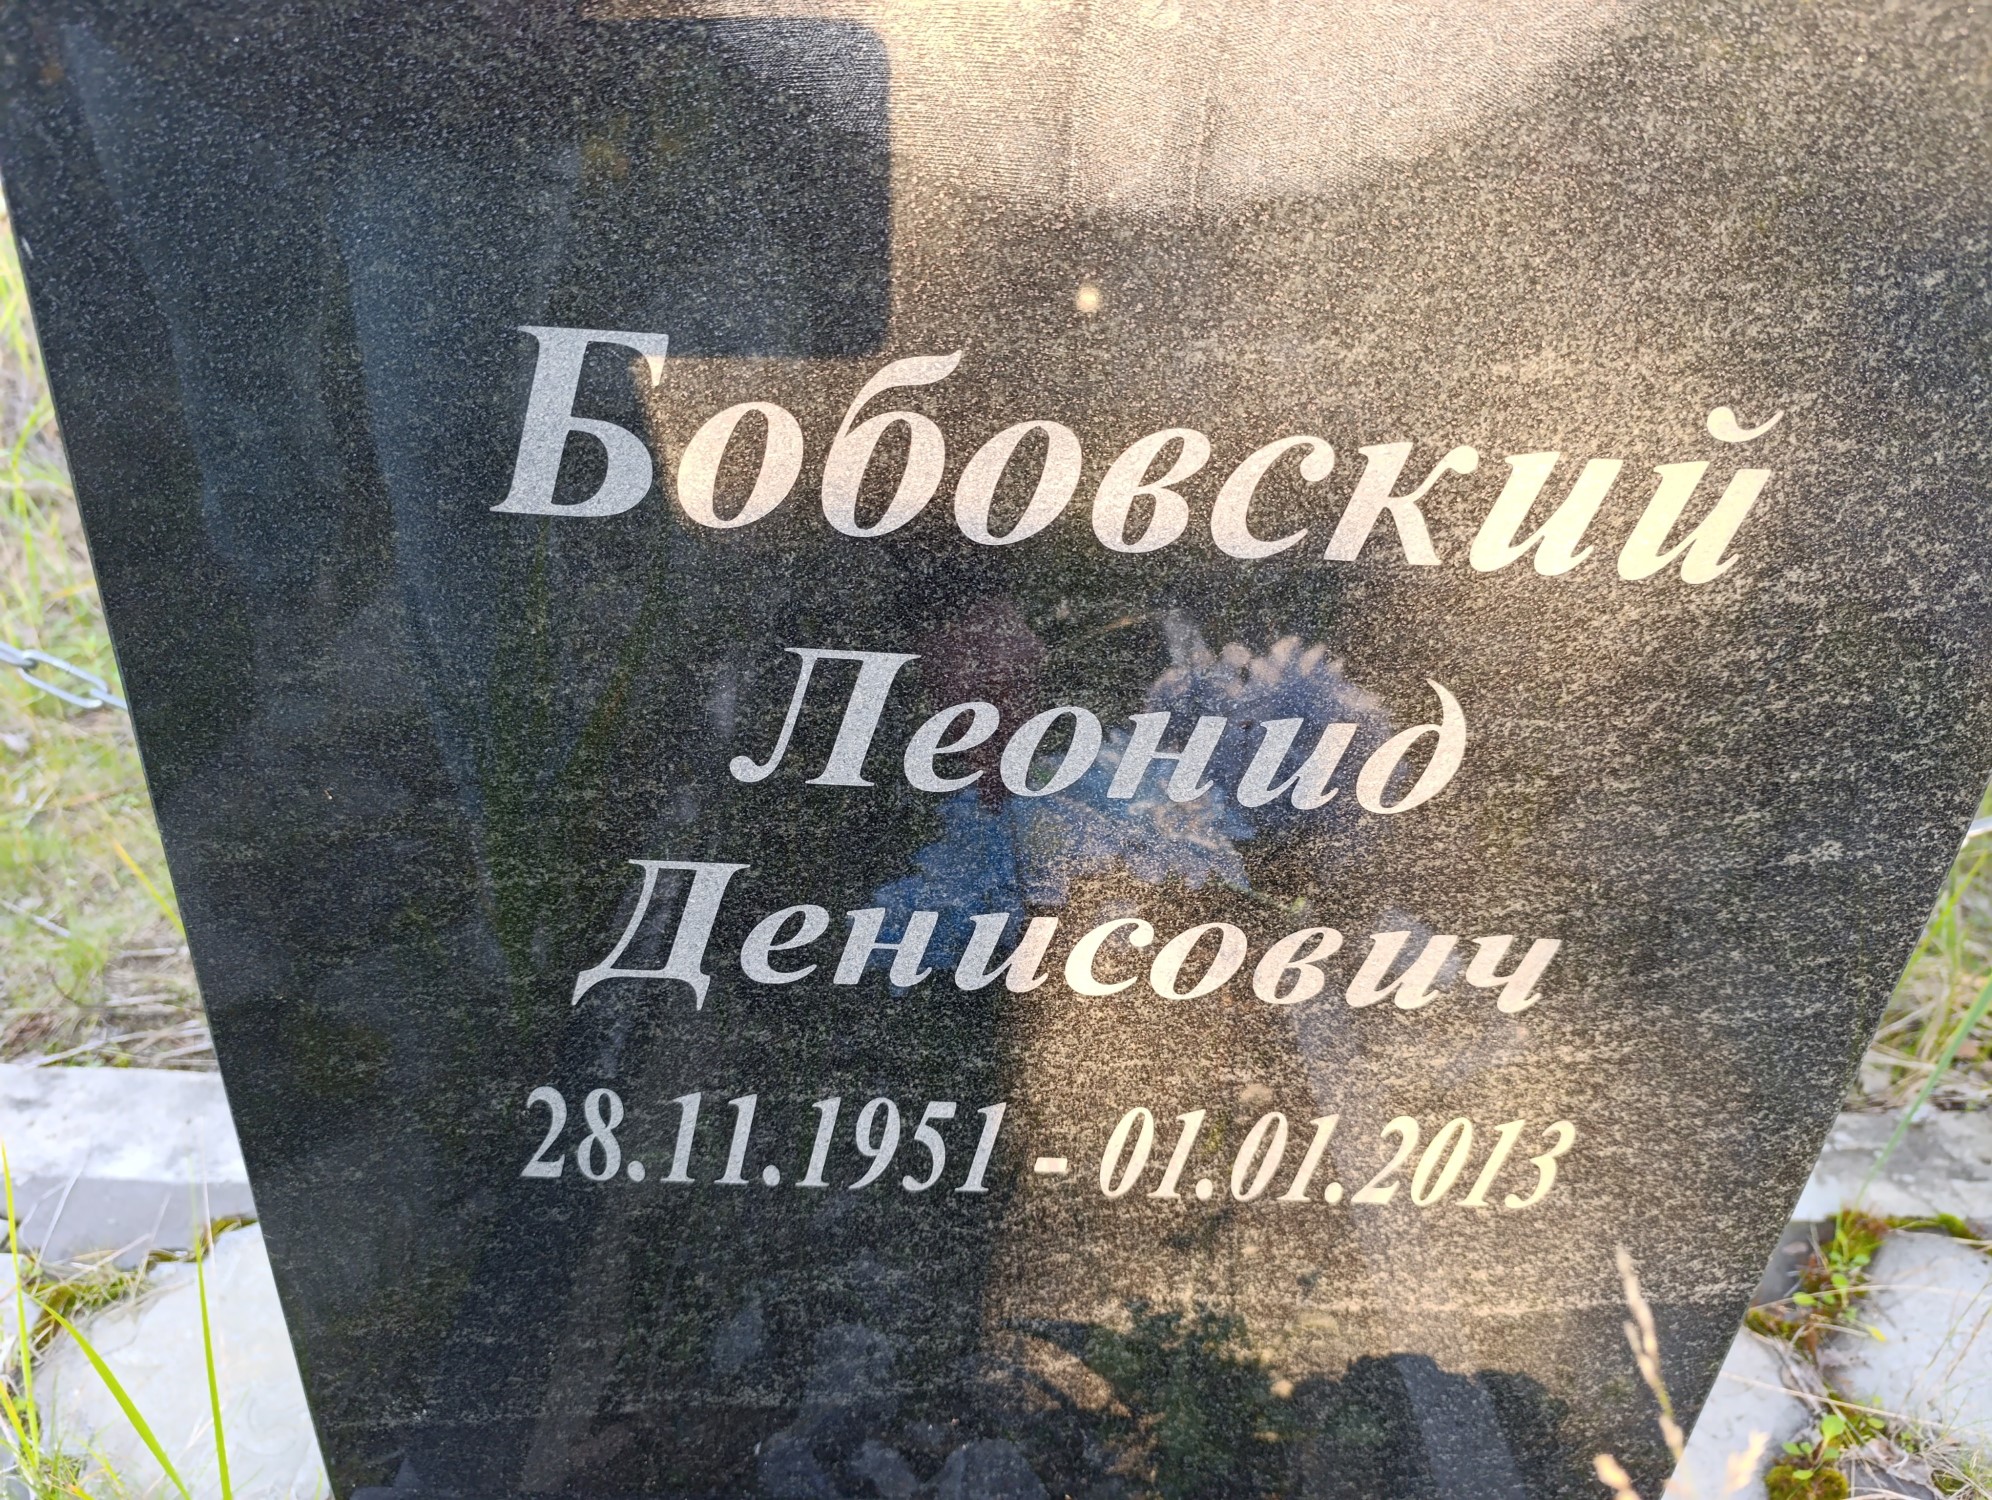 Бобовский
Леонид
Денисович
28.11.1951 - 01.01.2013